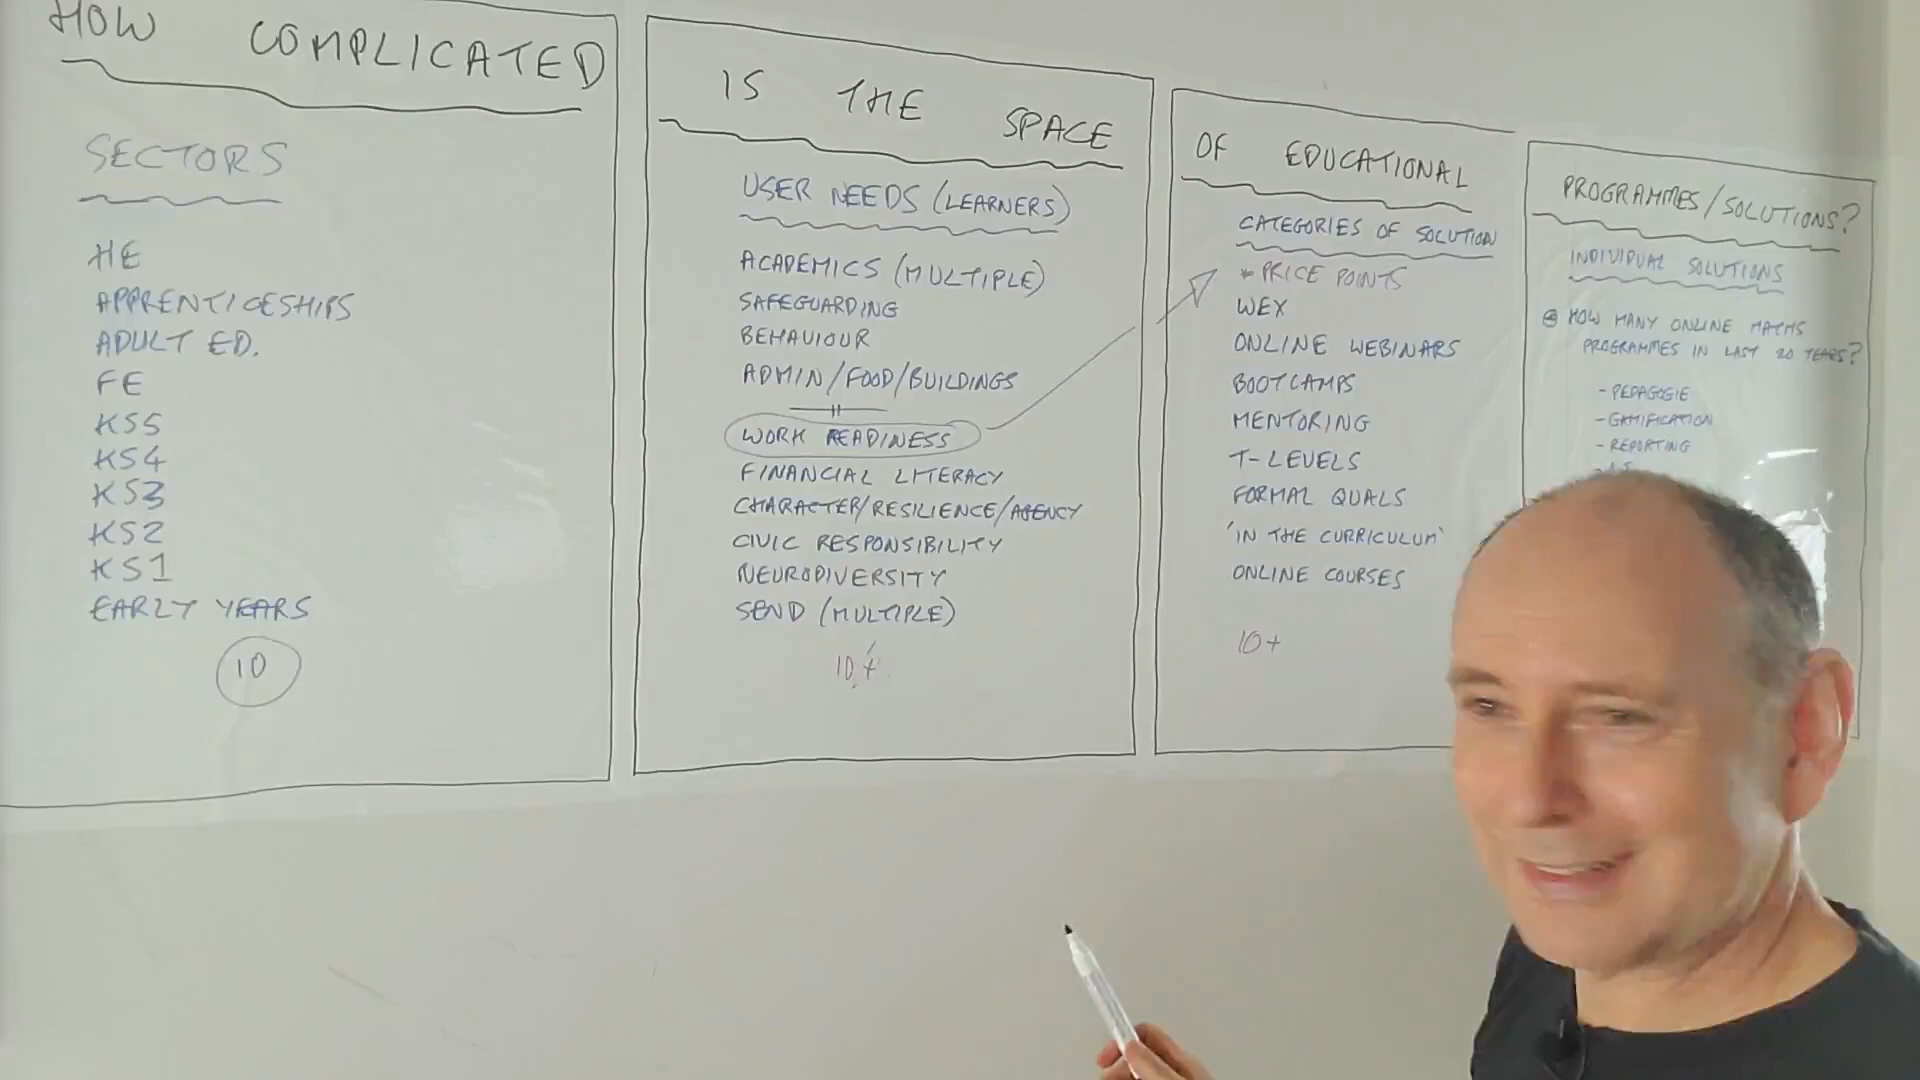 HOW COMPLICATED
SECTORS
HE
APPRENTICESHIPS
ADULT ED.
FE
KS5
KS4
KS3
KS2
KS1
EARLY YEARS
10
IS THE SPACE
USER NEEDS (LEARNERS)
ACADEMICS (MULTIPLE)
SAFEGUARDING
BEHAVIOUR
ADMIN/FOOD/BUILDINGS
WORK READINESS
FINANCIAL LITERACY
CHARACTER/RESILIENCE/AGENCY
CIVIC RESPONSIBILITY
NEURODIVERSITY
SEND (MULTIPLE)
10+
OF EDUCATIONAL
CATEGORIES OF SOLUTION
* PRICE POINTS
WEX
ONLINE WEBINARS
BOOTCAMPS
MENTORING
T-LEVELS
FORMAL QUALS
'IN THE CURRICULUM'
ONLINE COURSES
10+
PROGRAMMES/SOLUTIONS?
INDIVIDUAL SOLUTIONS
HOW MANY ONLINE MATHS
PROGRAMMES IN LAST 20 YEARS?
- PEDAGOGIE
- GAMIFICATION
- REPORTING